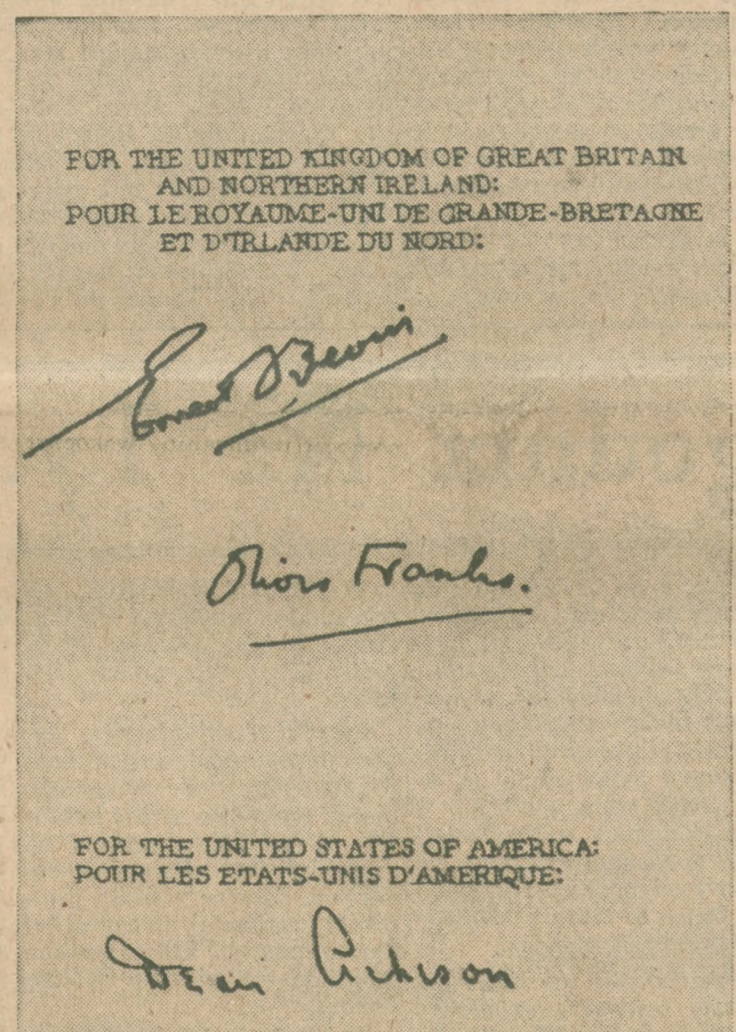 FOR THE UNITED KINGDOM OF GREAT BRITAIN
AND NORTHERN IRELAND:
POUR LE ROYAUME-UNI DE GRANDE-BRETAGNE
ET D'IRLANDE DU NORD:
Ernest Bevin
Oliver Franks.
FOR THE UNITED STATES OF AMERICA:
POUR LES ETATS-UNIS D'AMERIQUE:
Dean Acheson